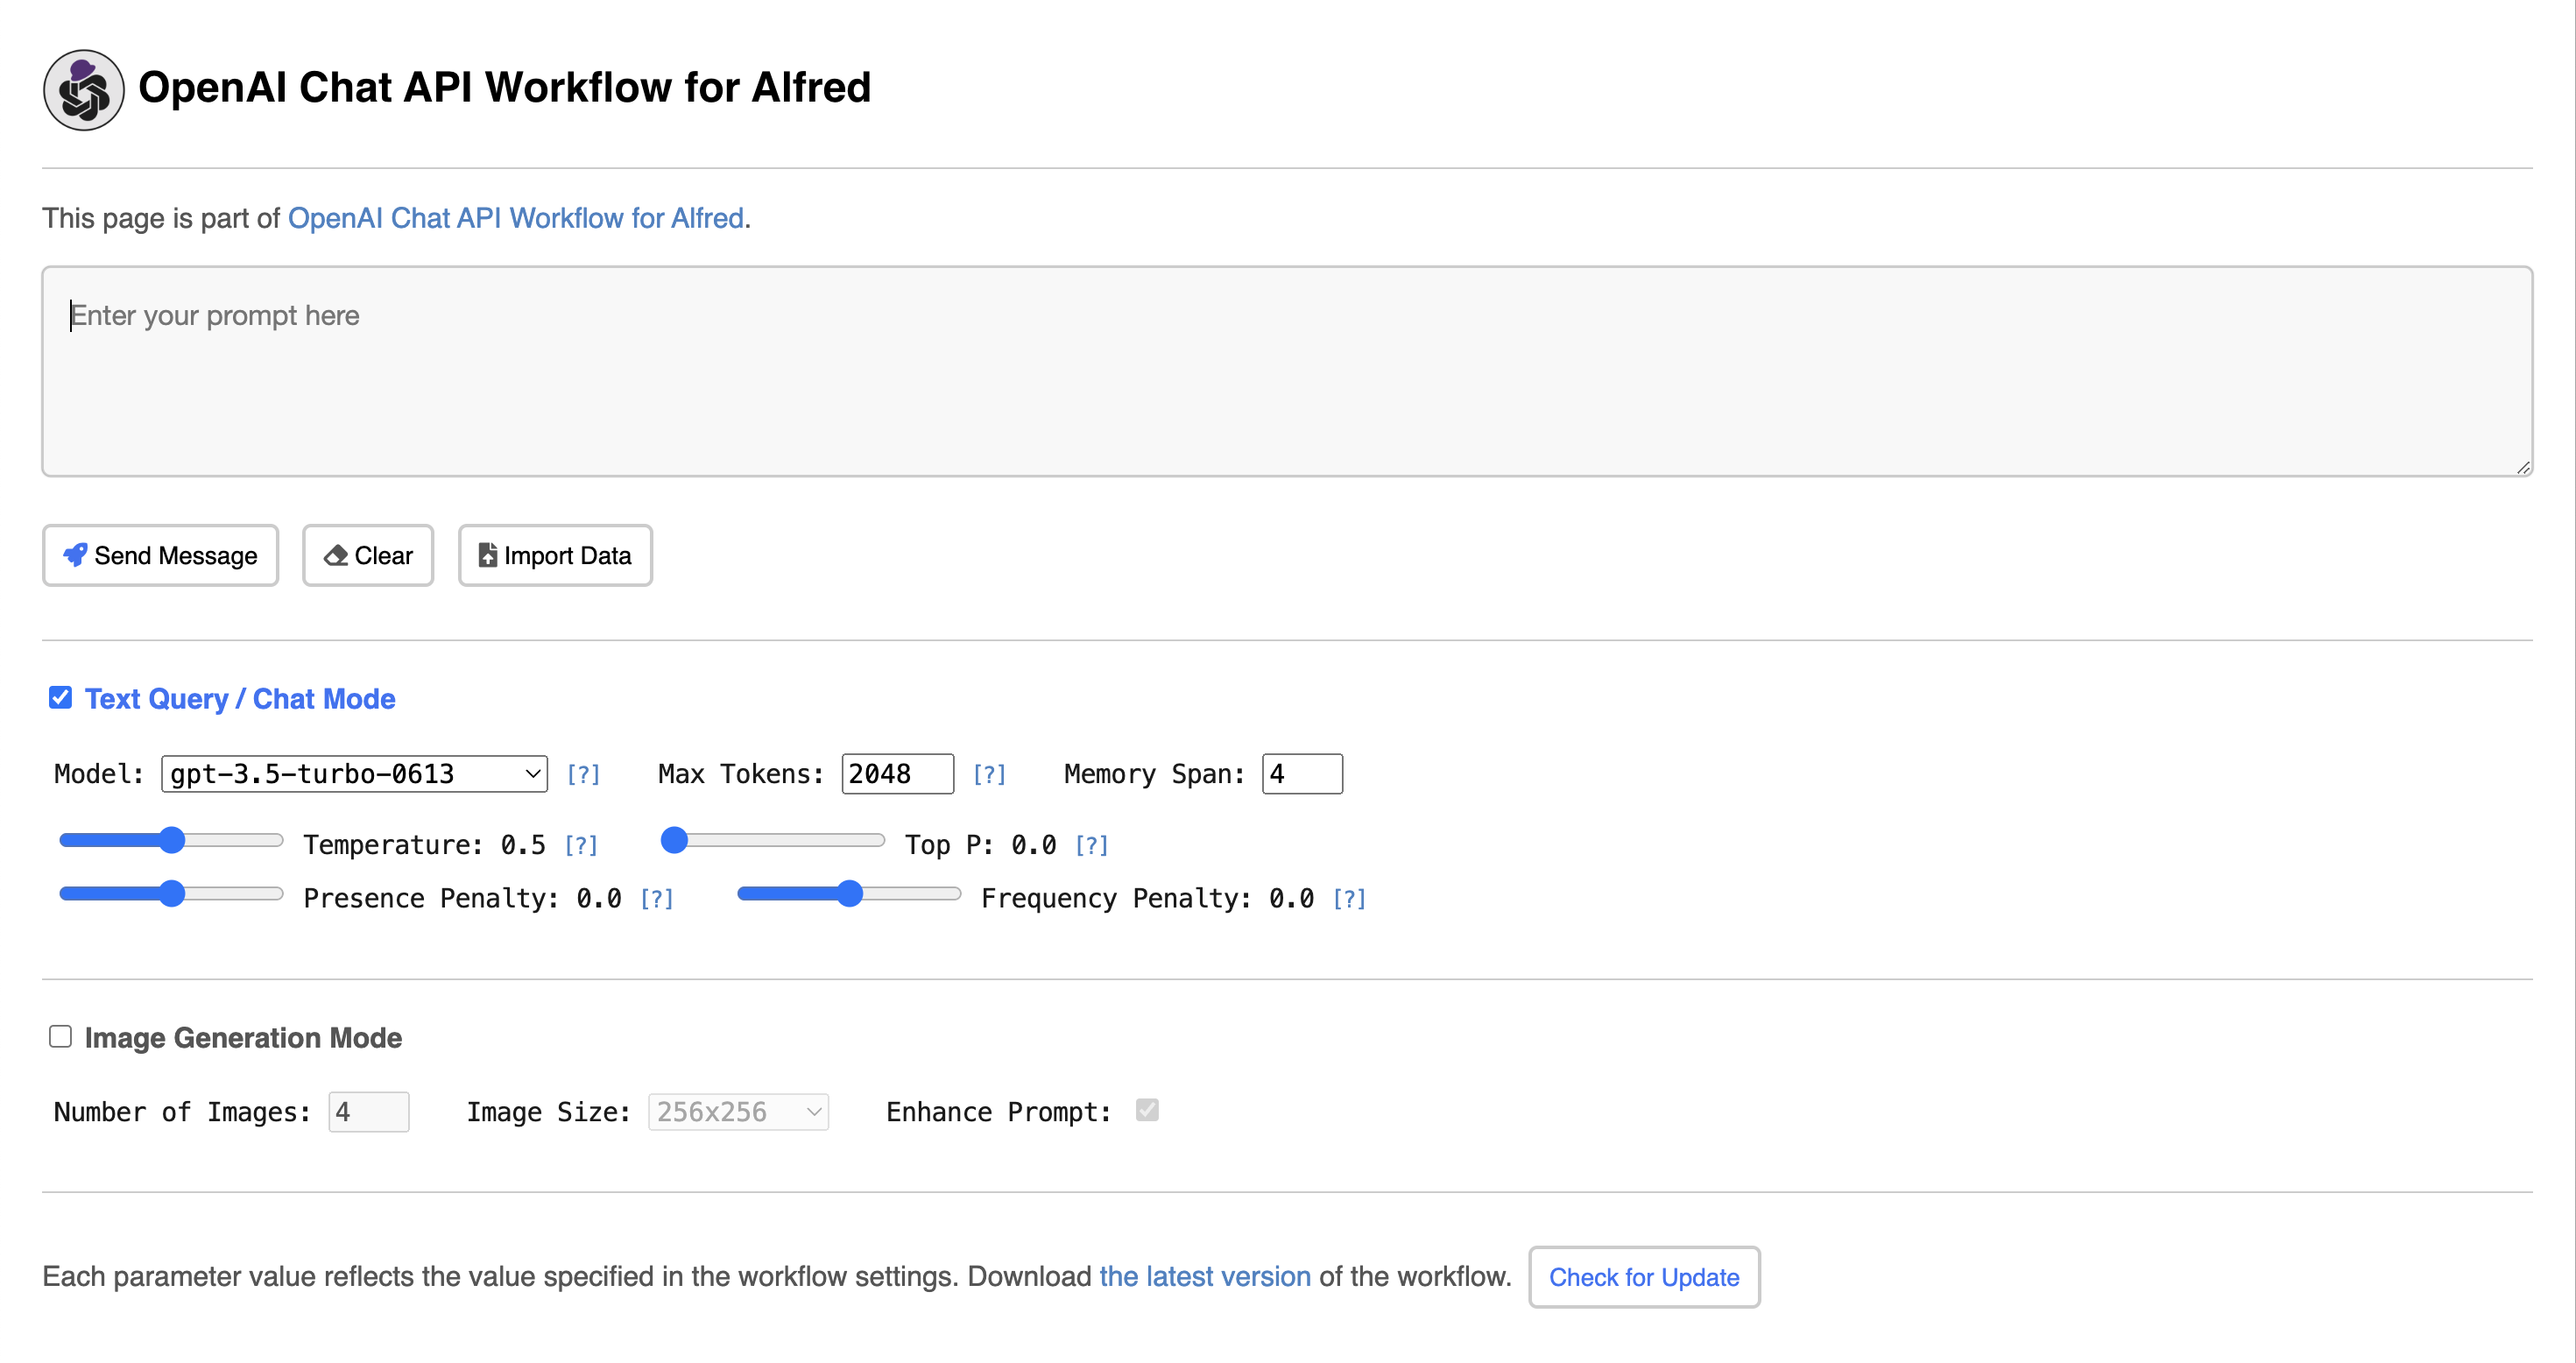 OpenAI Chat API Workflow for Alfred
This page is part of OpenAI Chat API Workflow for Alfred.
Enter your prompt here
Send Message Clear Import Data
Text Query / Chat Mode
Model: gpt-3.5-turbo-0613 [?] Max Tokens: 2048 [?] Memory Span: 4
Temperature: 0.5 [?] Top P: 0.0 [?]
Presence Penalty: 0.0 [?] Frequency Penalty: 0.0 [?]
Image Generation Mode
Number of Images: 4 Image Size: 256x256 Enhance Prompt:
Each parameter value reflects the value specified in the workflow settings. Download the latest version of the workflow. Check for Update